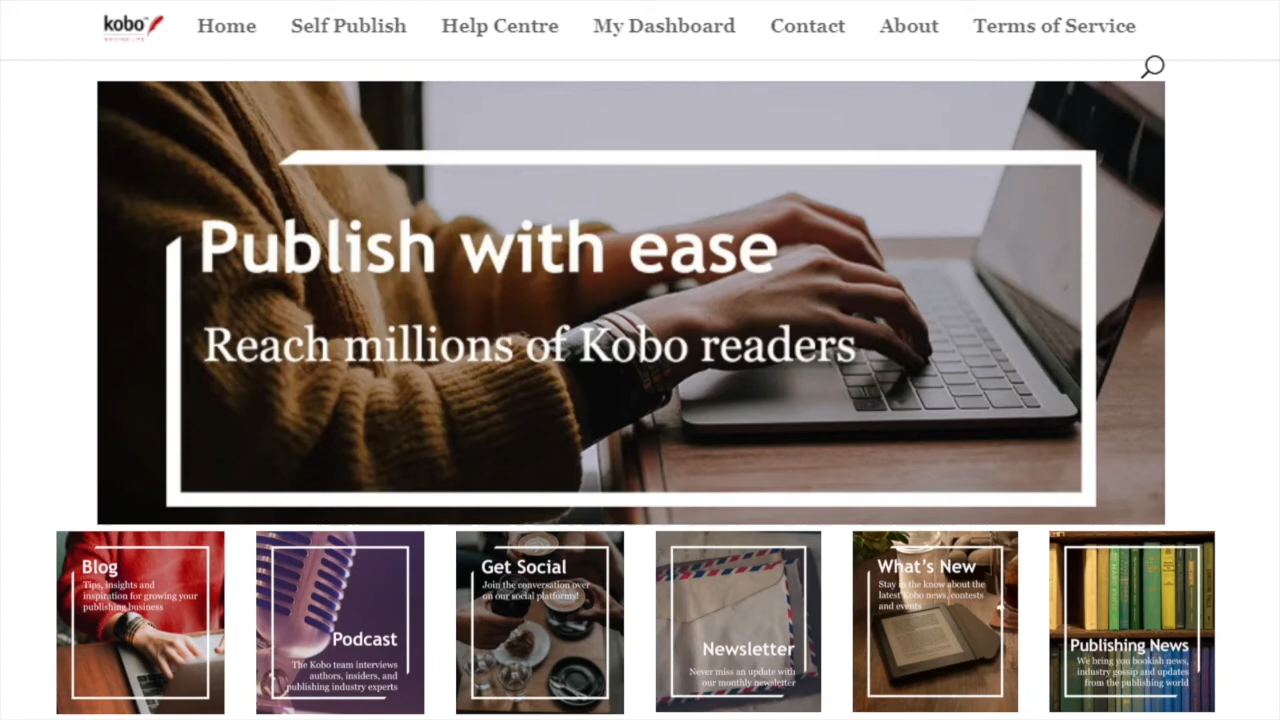 kobo
WRITING LIFE
Home Self Publish Help Centre My Dashboard Contact About Terms of Service
Publish with ease
Reach millions of Kobo readers
Blog
Tips, insights and
inspiration for growing your
publishing business
Podcast
The Kobo team interviews
authors, insiders, and
publishing industry experts
Get Social
Join the conversation over
on our social platforms!
Newsletter
Never miss an update with
our monthly newsletter
What's New
Stay in the know about the
latest Kobo news, contests
and events
Publishing News
We bring you bookish news,
industry gossip and updates
from the publishing world